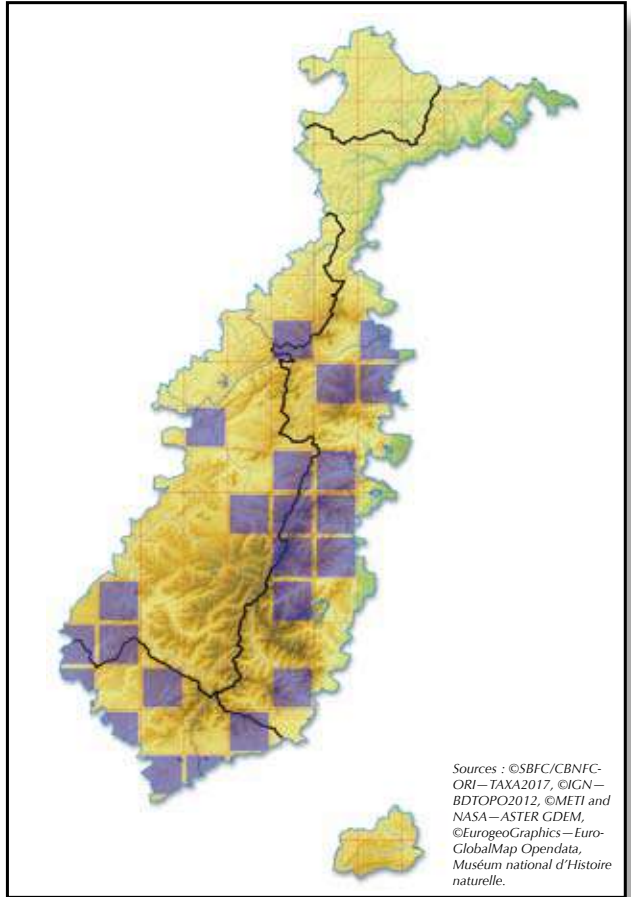 Sources : ©SBFC/CBNFC-
ORI—TAXA2017, ©IGN—
BDTOPO2012, ©METI and
NASA—ASTER GDEM,
©EurogeoGraphics—Euro-
GlobalMap Opendata,
Muséum national d’Histoire
naturelle.